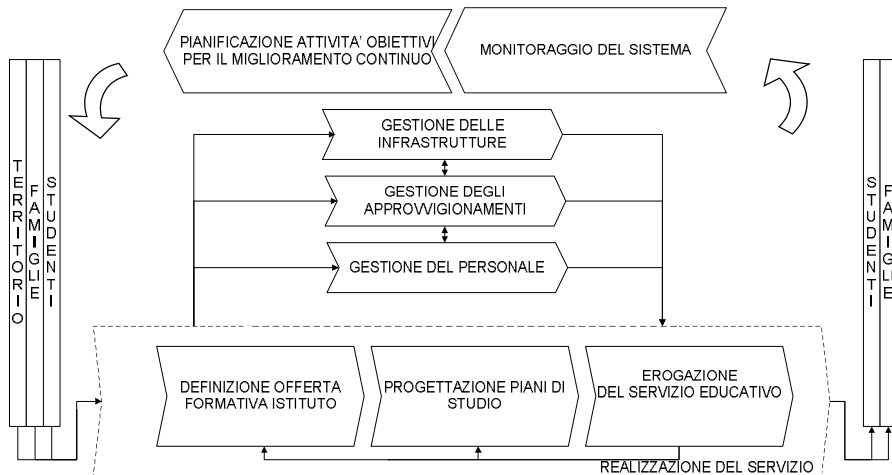 PIANIFICAZIONE ATTIVITA' OBIETTIVI
PER IL MIGLIORAMENTO CONTINUO
MONITORAGGIO DEL SISTEMA
TERRITORIO
FAMIGLIE
STUDENTI
GESTIONE DELLE
INFRASTRUTTURE
GESTIONE DEGLI
APPROVVIGIONAMENTI
GESTIONE DEL PERSONALE
STUDENTI
FAMIGLIE
DEFINIZIONE OFFERTA
FORMATIVA ISTITUTO
PROGETTAZIONE PIANI DI
STUDIO
EROGAZIONE
DEL SERVIZIO EDUCATIVO
REALIZZAZIONE DEL SERVIZIO